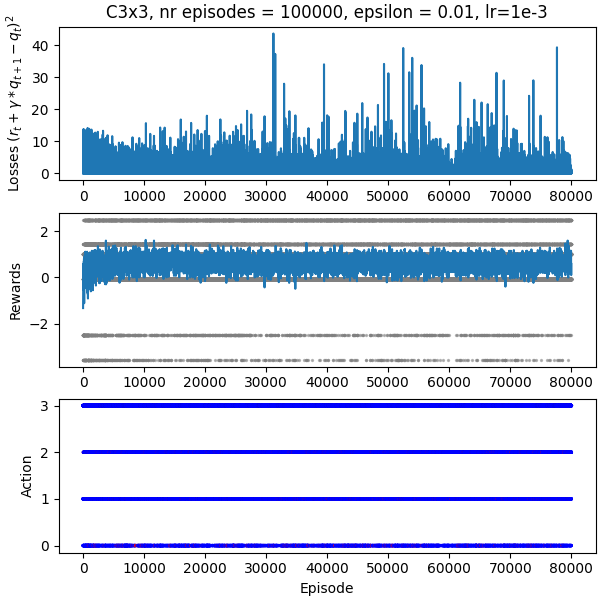 C3x3, nr episodes = 100000, epsilon = 0.01, lr=1e-3
Losses (r_t + γ * q_{t+1} − q_t)^2
40
30
20
10
0
0 10000 20000 30000 40000 50000 60000 70000 80000
Rewards
2
0
−2
0 10000 20000 30000 40000 50000 60000 70000 80000
Action
3
2
1
0
0 10000 20000 30000 40000 50000 60000 70000 80000
Episode